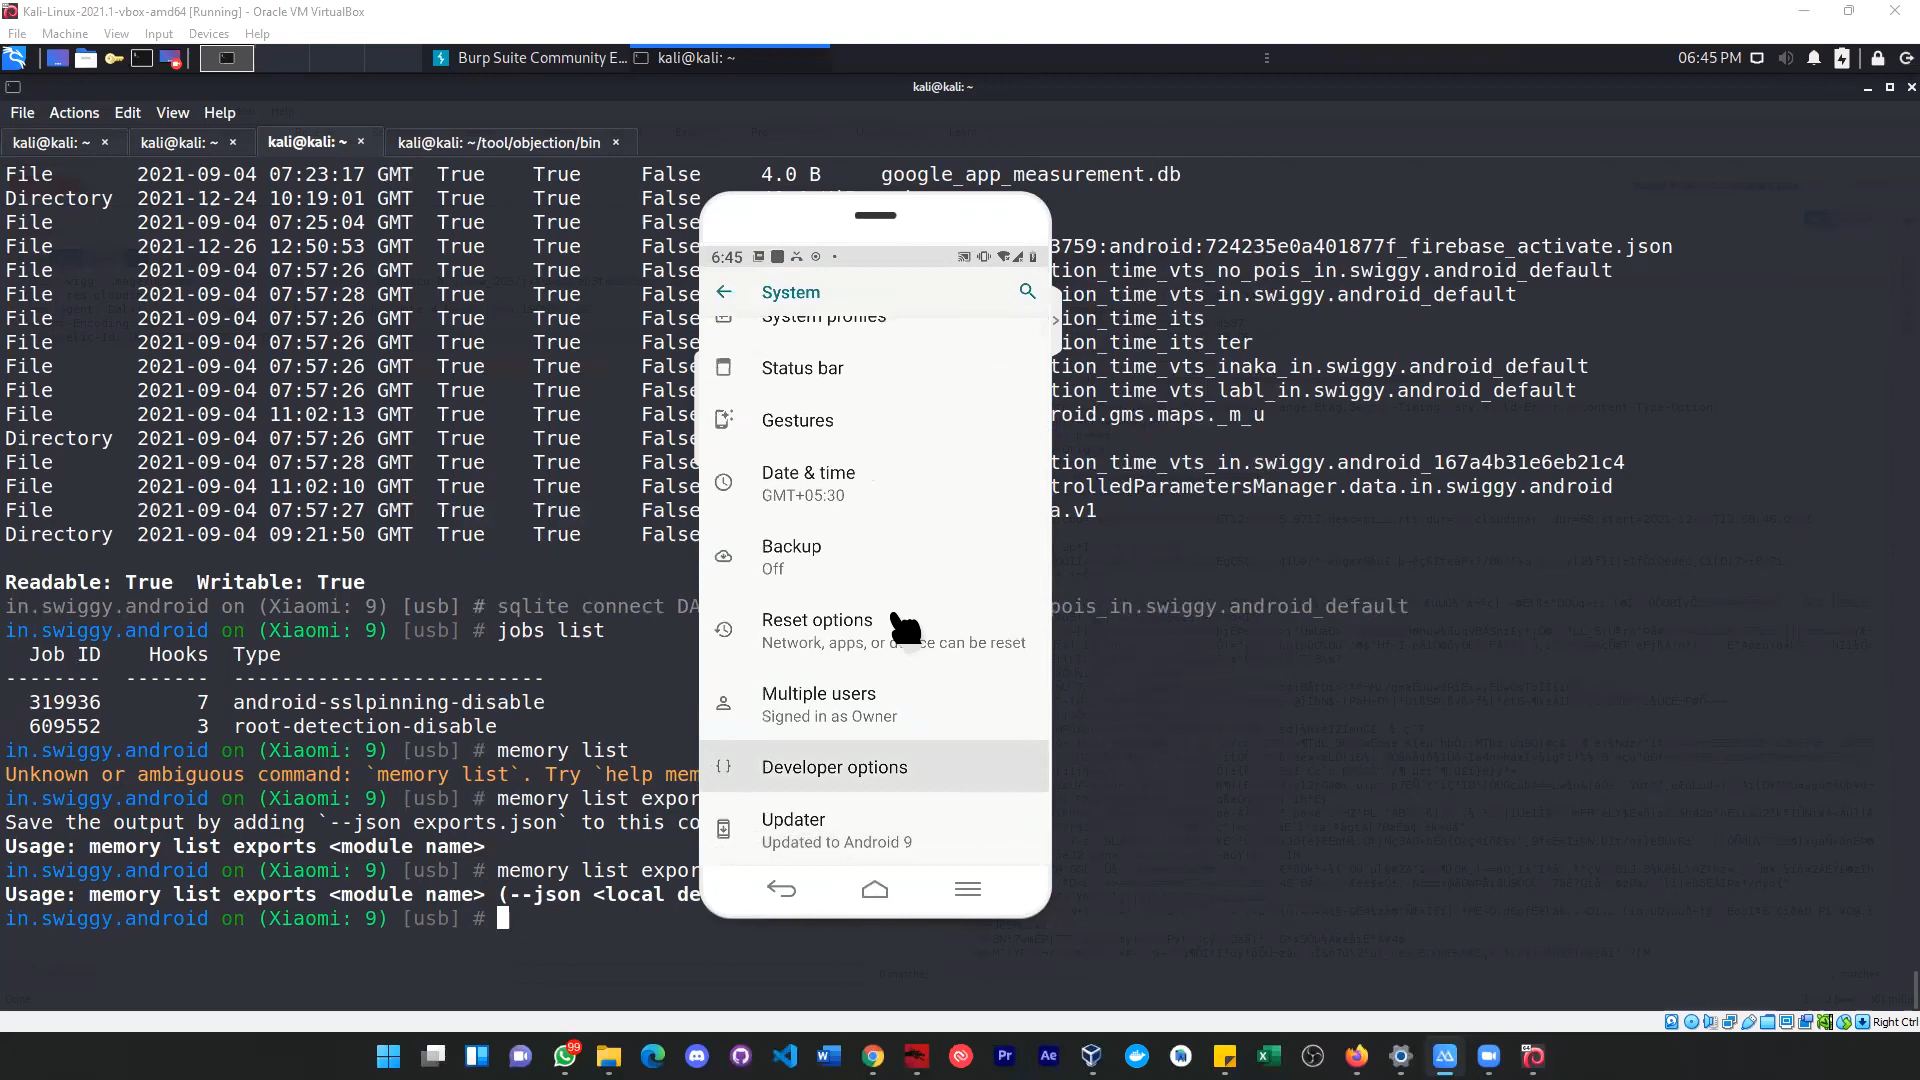 Kali-Linux-2021.1-vbox-amd64 [Running] - Oracle VM VirtualBox
File Machine View Input Devices Help
Burp Suite Community E... kali@kali: ~ 06:45 PM
kali@kali: ~
File Actions Edit View Help
kali@kali: ~ × kali@kali: ~ × kali@kali: ~ × kali@kali: ~/tool/objection/bin ×
File 2021-09-04 07:23:17 GMT True True False 4.0 B google_app_measurement.db
Directory 2021-12-24 10:19:01 GMT True True False
File 2021-09-04 07:25:04 GMT True True False
File 2021-12-26 12:50:53 GMT True True False 3759:android:724235e0a401877f_firebase_activate.json
File 2021-09-04 07:57:26 GMT True True False tion_time_vts_no_pois_in.swiggy.android_default
File 2021-09-04 07:57:28 GMT True True False tion_time_vts_in.swiggy.android_default
File 2021-09-04 07:57:26 GMT True True False ion_time_its
File 2021-09-04 07:57:26 GMT True True False tion_time_its_ter
File 2021-09-04 07:57:26 GMT True True False tion_time_vts_inaka_in.swiggy.android_default
File 2021-09-04 07:57:26 GMT True True False tion_time_vts_labl_in.swiggy.android_default
File 2021-09-04 11:02:13 GMT True True False roid.gms.maps._m_u
Directory 2021-09-04 07:57:26 GMT True True False
File 2021-09-04 07:57:28 GMT True True False tion_time_vts_in.swiggy.android_167a4b31e6eb21c4
File 2021-09-04 11:02:10 GMT True True False trolledParametersManager.data.in.swiggy.android
File 2021-09-04 07:57:27 GMT True True False a.v1
Directory 2021-09-04 09:21:50 GMT True True False
Readable: True Writable: True
in.swiggy.android on (Xiaomi: 9) [usb] # sqlite connect DA pois_in.swiggy.android_default
in.swiggy.android on (Xiaomi: 9) [usb] # jobs list
Job ID Hooks Type
-------- ------- --------------------------
319936 7 android-sslpinning-disable
609552 3 root-detection-disable
in.swiggy.android on (Xiaomi: 9) [usb] # memory list
Unknown or ambiguous command: `memory list`. Try `help mem
in.swiggy.android on (Xiaomi: 9) [usb] # memory list expor
Save the output by adding `--json exports.json` to this co
Usage: memory list exports <module name>
in.swiggy.android on (Xiaomi: 9) [usb] # memory list expor
Usage: memory list exports <module name> (--json <local de
in.swiggy.android on (Xiaomi: 9) [usb] #
6:45
System
System profiles
Status bar
Gestures
Date & time
GMT+05:30
Backup
Off
Reset options
Network, apps, or can be reset
Multiple users
Signed in as Owner
{ } Developer options
Updater
Updated to Android 9
Right Ctrl
99
W Pr Ae X